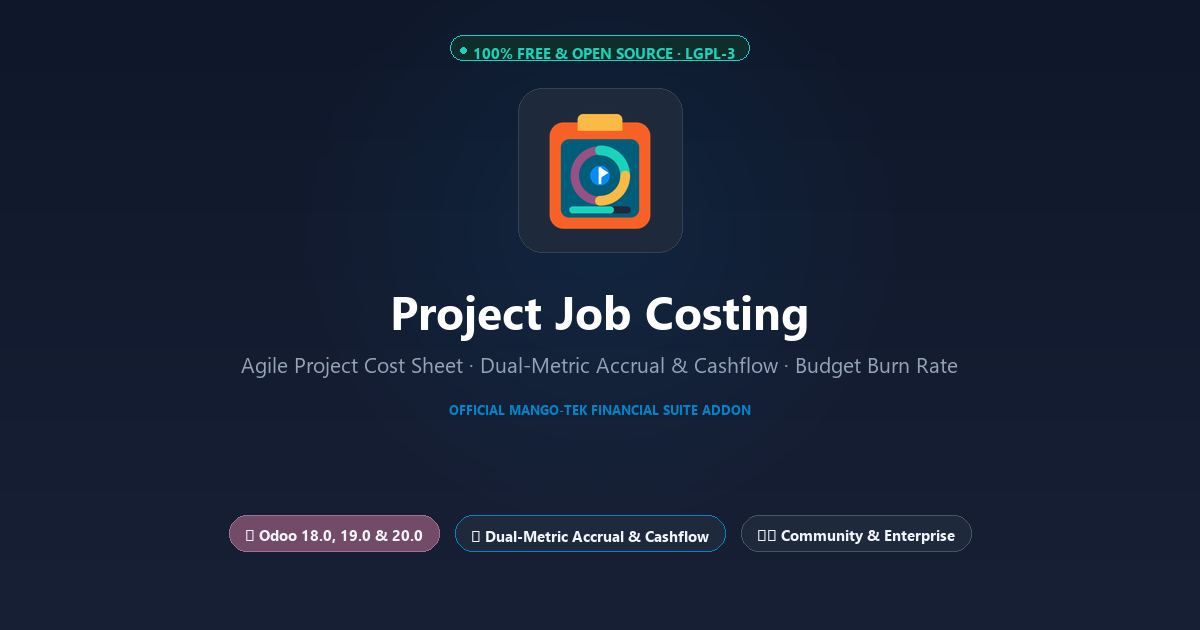 100% FREE & OPEN SOURCE · LGPL-3
Project Job Costing
Agile Project Cost Sheet · Dual-Metric Accrual & Cashflow · Budget Burn Rate
OFFICIAL MANGO-TEK FINANCIAL SUITE ADDON
Odoo 18.0, 19.0 & 20.0
Dual-Metric Accrual & Cashflow
Community & Enterprise